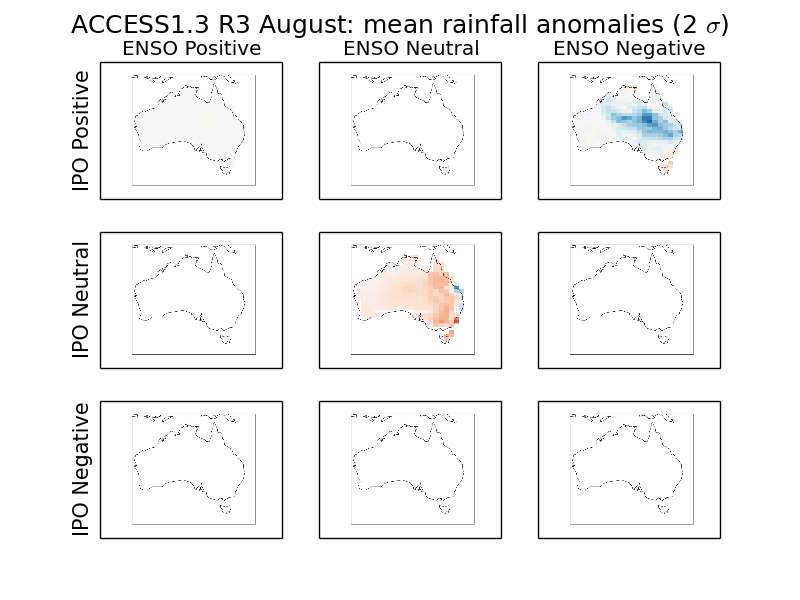 ACCESS1.3 R3 August: mean rainfall anomalies (2 σ)
ENSO Positive
ENSO Neutral
ENSO Negative
IPO Positive
IPO Neutral
IPO Negative